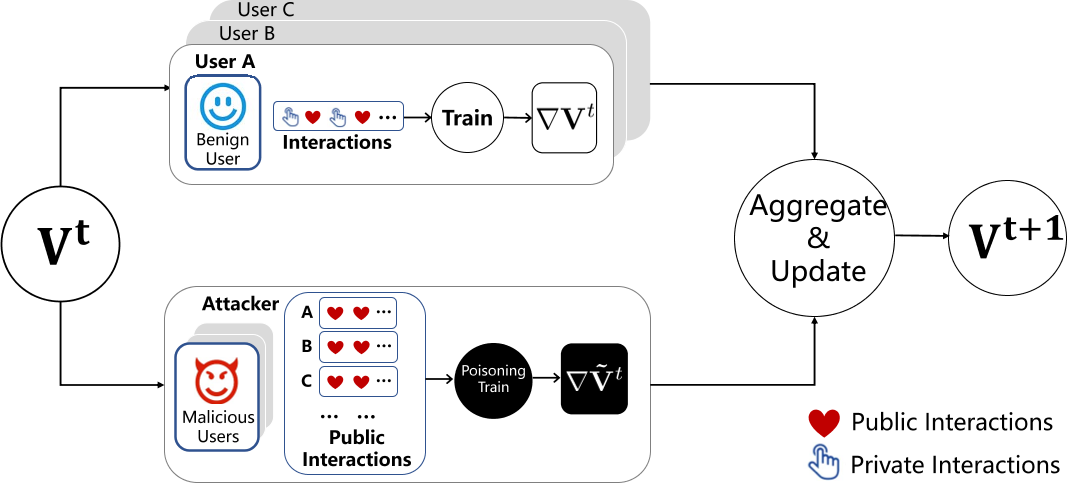 User C
User B
User A
Benign
User
...
Interactions
Train
∇V^t
V^t
Aggregate
&
Update
V^{t+1}
Attacker
Malicious
Users
A ...
B ...
C ...
... ...
Public
Interactions
Poisoning
Train
∇Ṽ^t
Public Interactions
Private Interactions